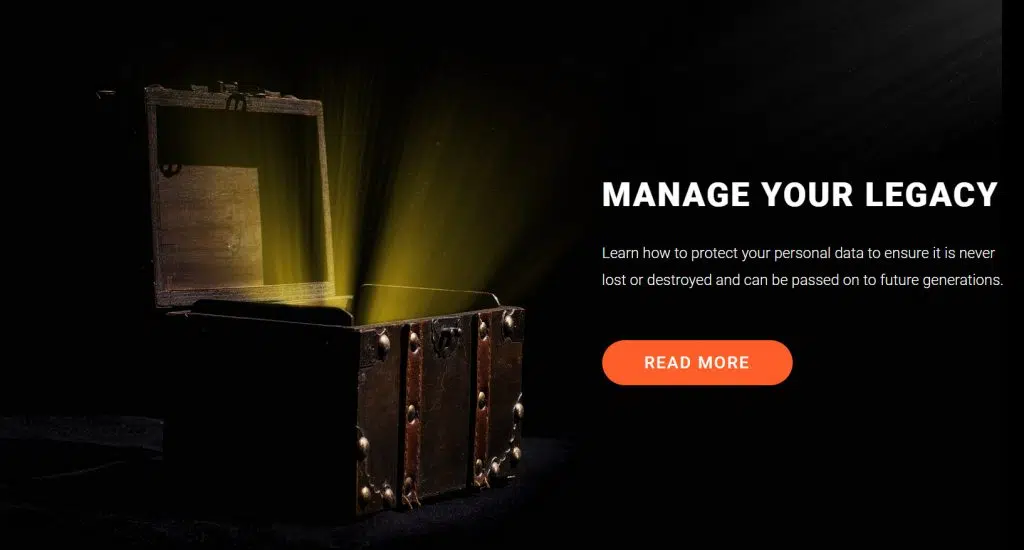 MANAGE YOUR LEGACY
Learn how to protect your personal data to ensure it is never
lost or destroyed and can be passed on to future generations.
READ MORE